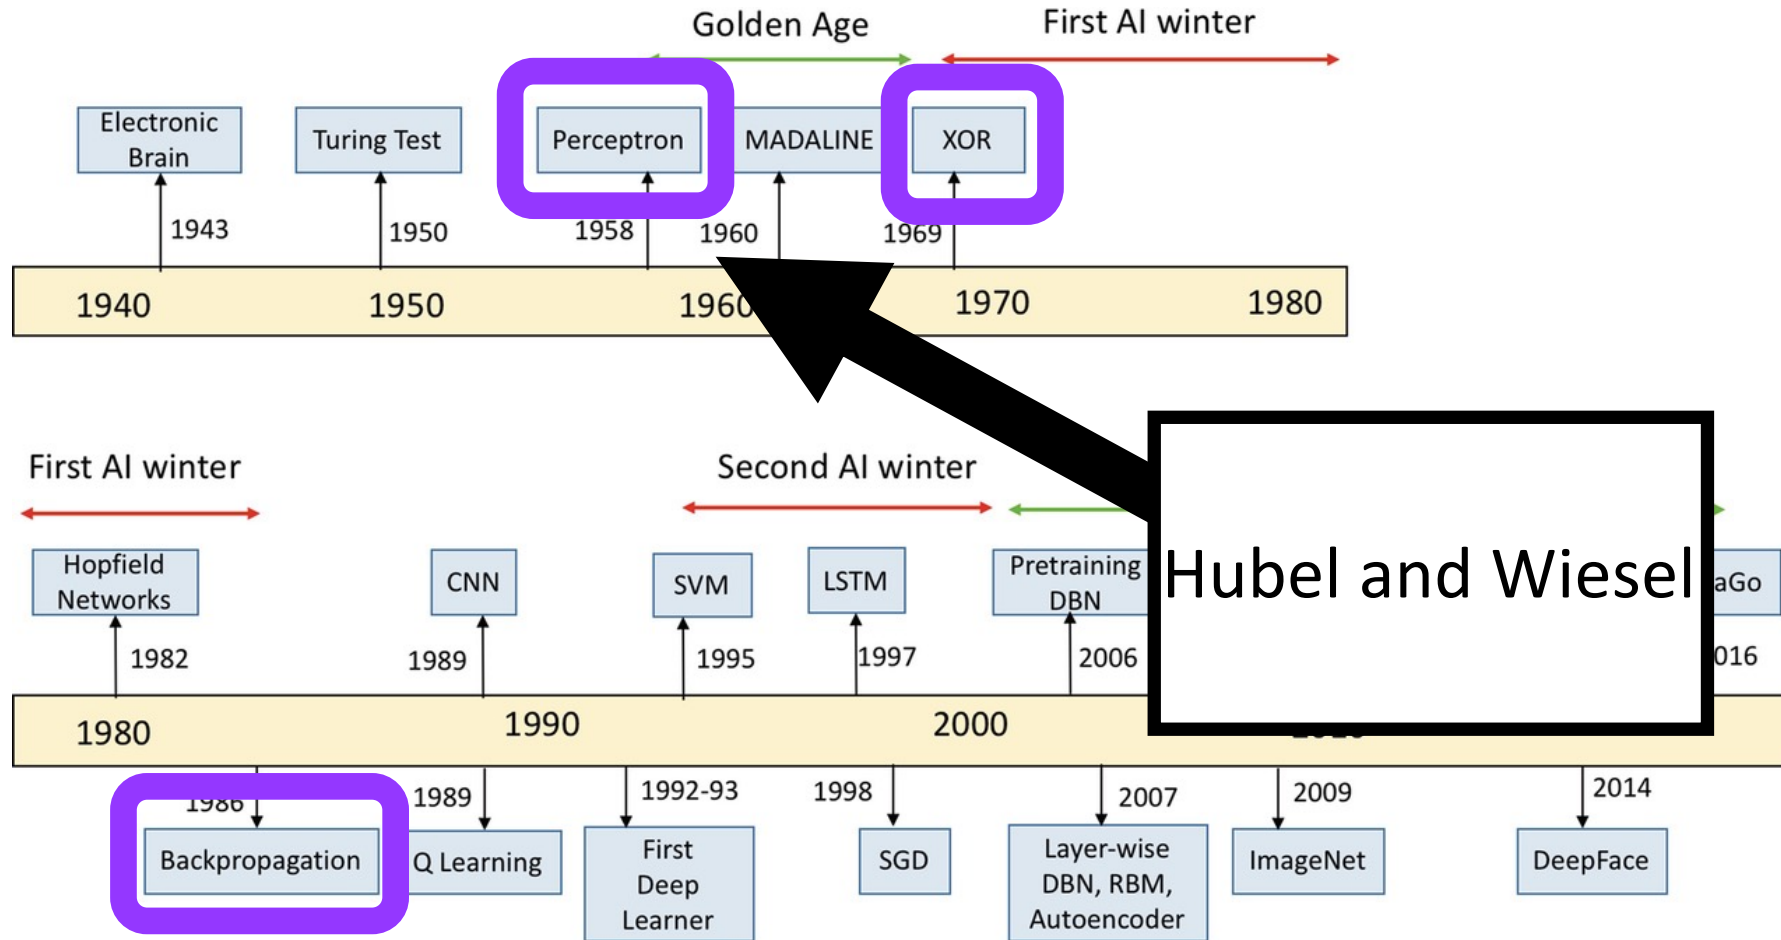 Golden Age
First AI winter
Electronic
Brain
Turing Test
Perceptron
MADALINE
XOR
1943
1950
1958
1960
1969
1940
1950
1960
1970
1980
First AI winter
Second AI winter
Hopfield
Networks
CNN
SVM
LSTM
Pretraining
DBN
Hubel and Wiesel
aGo
1982
1989
1995
1997
2006
016
1980
1990
2000
1986
1989
1992-93
1998
2007
2009
2014
Backpropagation
Q Learning
First
Deep
Learner
SGD
Layer-wise
DBN, RBM,
Autoencoder
ImageNet
DeepFace